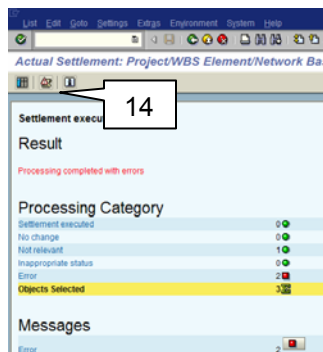 List Edit Goto Settings Extras Environment System Help
Actual Settlement: Project/WBS Element/Network Ba
14
Settlement execu
Result
Processing completed with errors
Processing Category
Settlement executed 0
No change 0
Not relevant 1
Inappropriate status 0
Error 2
Objects Selected 3
Messages
Error 2